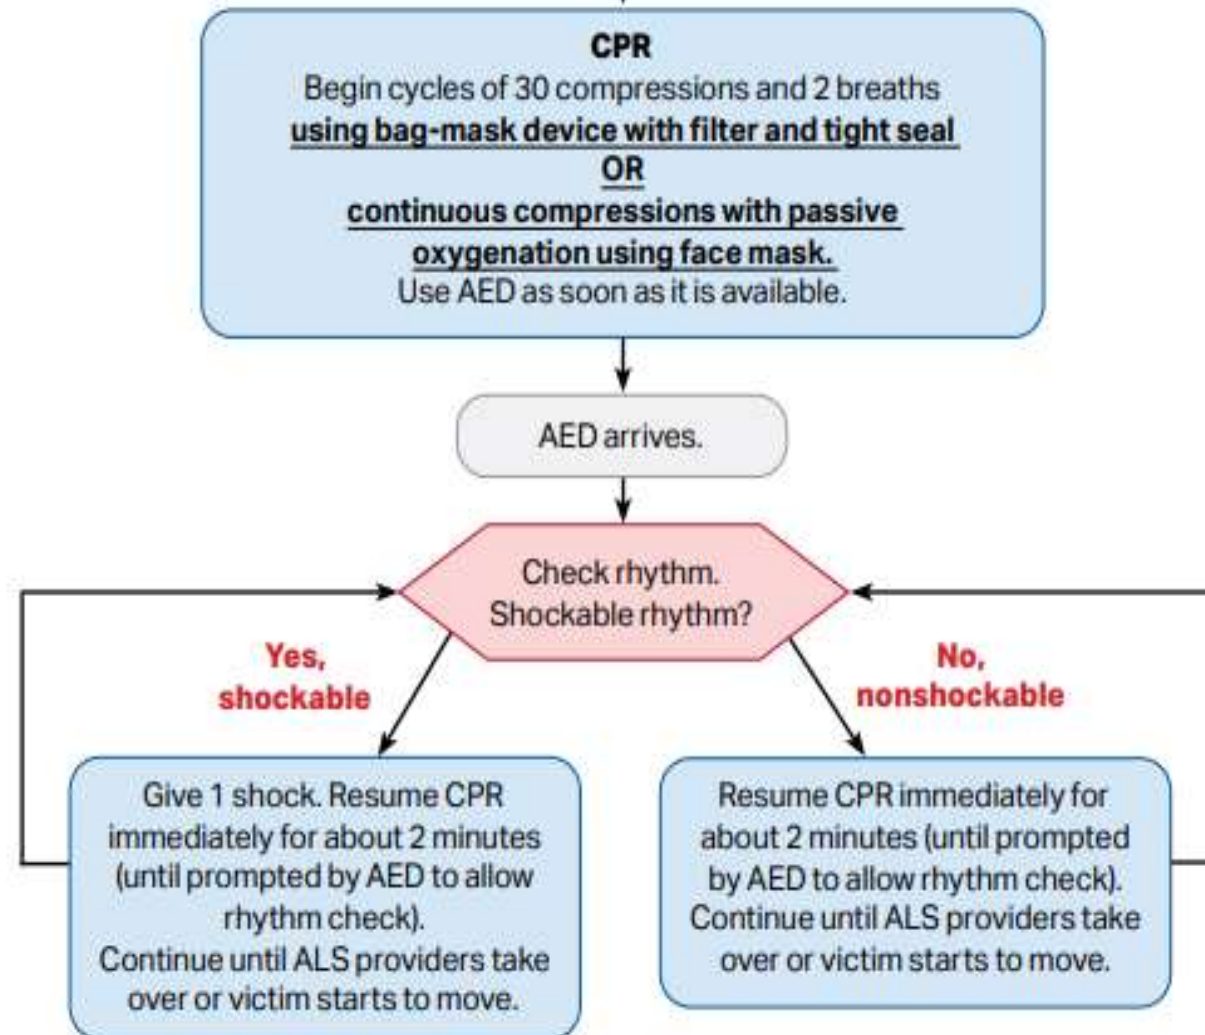 CPR
Begin cycles of 30 compressions and 2 breaths
using bag-mask device with filter and tight seal
OR
continuous compressions with passive
oxygenation using face mask.
Use AED as soon as it is available.
AED arrives.
Check rhythm.
Shockable rhythm?
Yes,
shockable
No,
nonshockable
Give 1 shock. Resume CPR
immediately for about 2 minutes
(until prompted by AED to allow
rhythm check).
Continue until ALS providers take
over or victim starts to move.
Resume CPR immediately for
about 2 minutes (until prompted
by AED to allow rhythm check).
Continue until ALS providers take
over or victim starts to move.